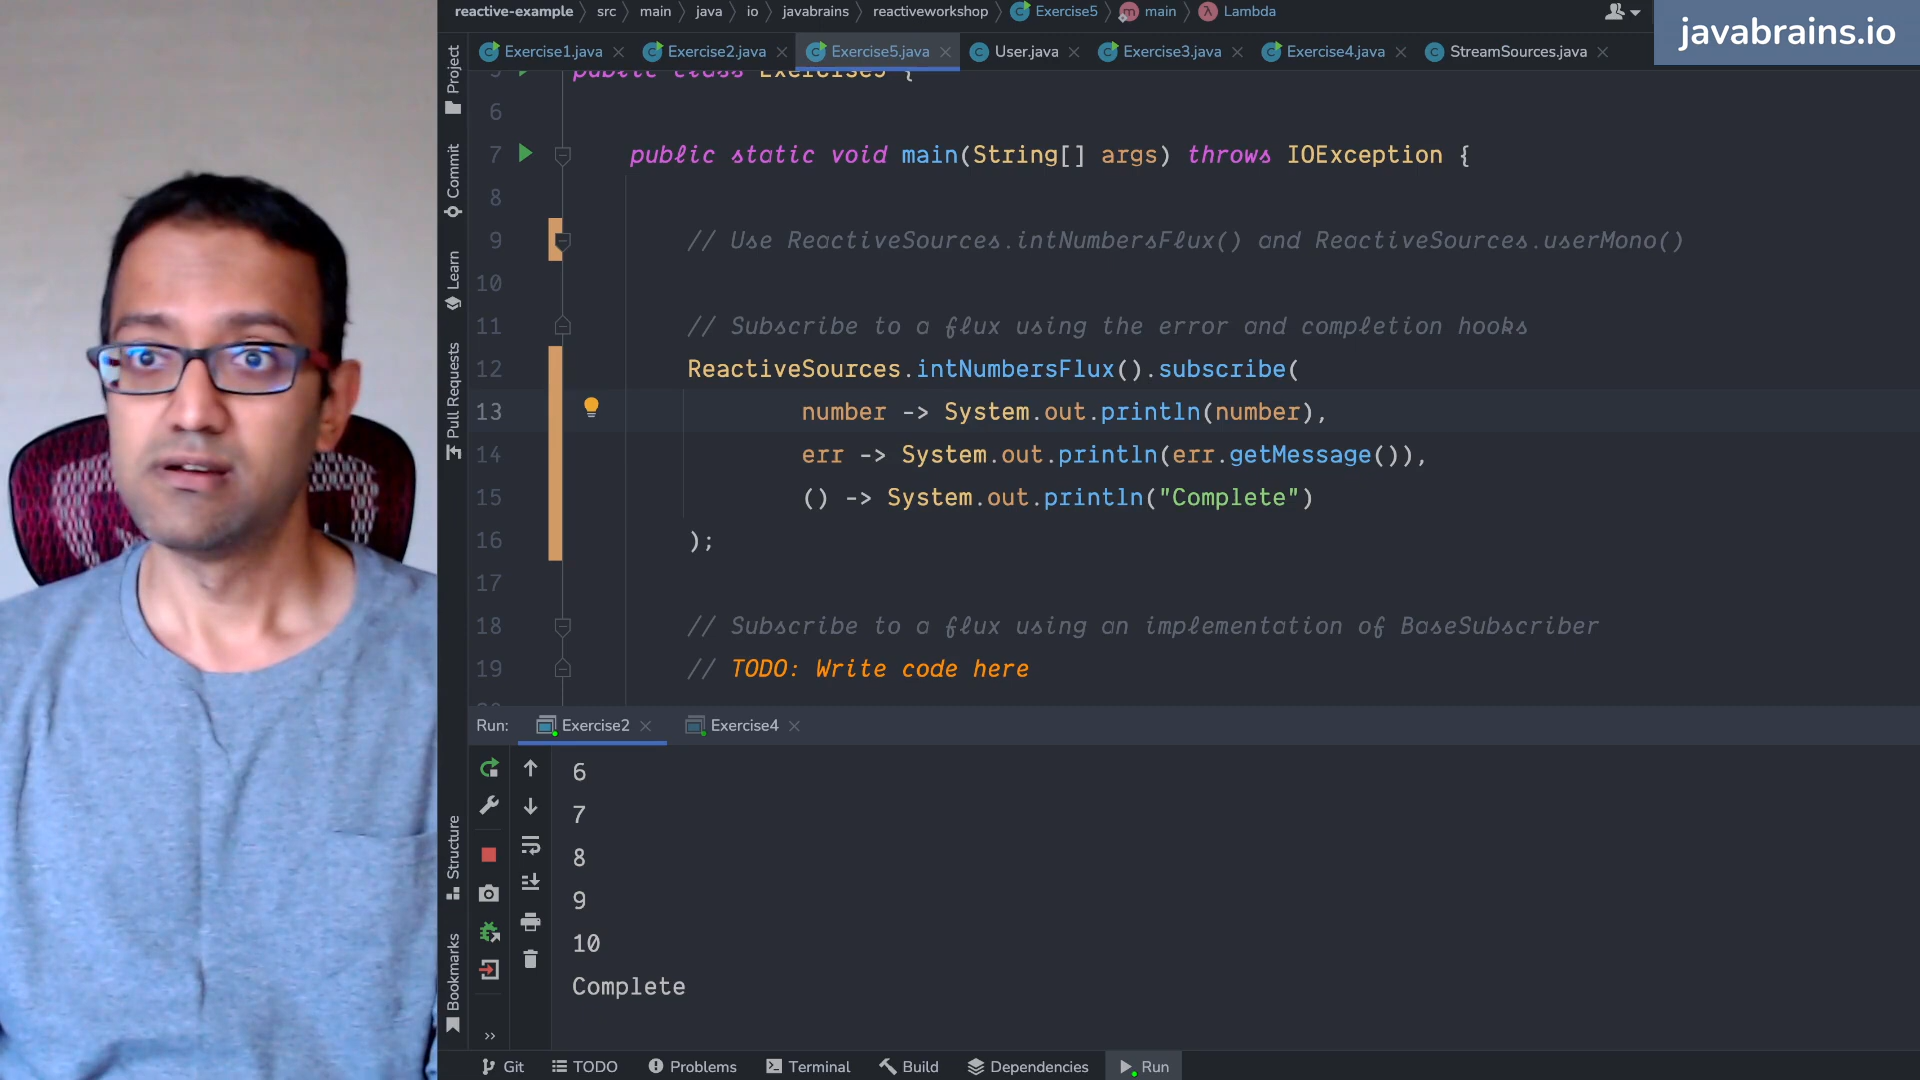 reactive-example src main java io javabrains reactiveworkshop Exercise5 main Lambda
javabrains.io
Exercise1.java Exercise2.java Exercise5.java User.java Exercise3.java Exercise4.java StreamSources.java
Project
Commit
Learn
Pull Requests
Structure
Bookmarks
5 public class Exercise5 {
6
7 public static void main(String[] args) throws IOException {
8
9 // Use ReactiveSources.intNumbersFlux() and ReactiveSources.userMono()
10
11 // Subscribe to a flux using the error and completion hooks
12 ReactiveSources.intNumbersFlux().subscribe(
13 number -> System.out.println(number),
14 err -> System.out.println(err.getMessage()),
15 () -> System.out.println("Complete")
16 );
17
18 // Subscribe to a flux using an implementation of BaseSubscriber
19 // TODO: Write code here
Run: Exercise2 Exercise4
6
7
8
9
10
Complete
Git TODO Problems Terminal Build Dependencies Run